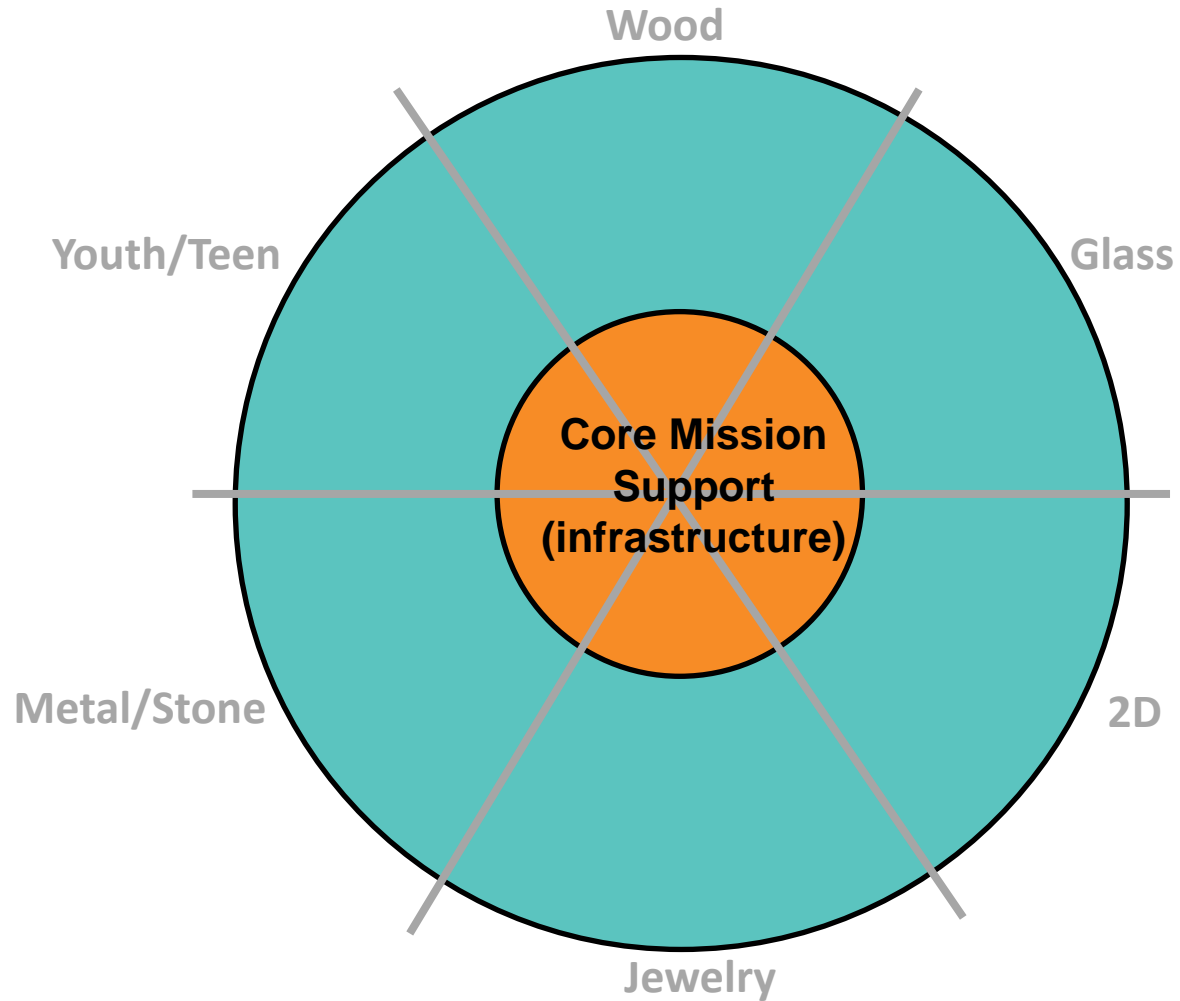 Wood
Youth/Teen
Glass
Core Mission
Support
(infrastructure)
Metal/Stone
2D
Jewelry